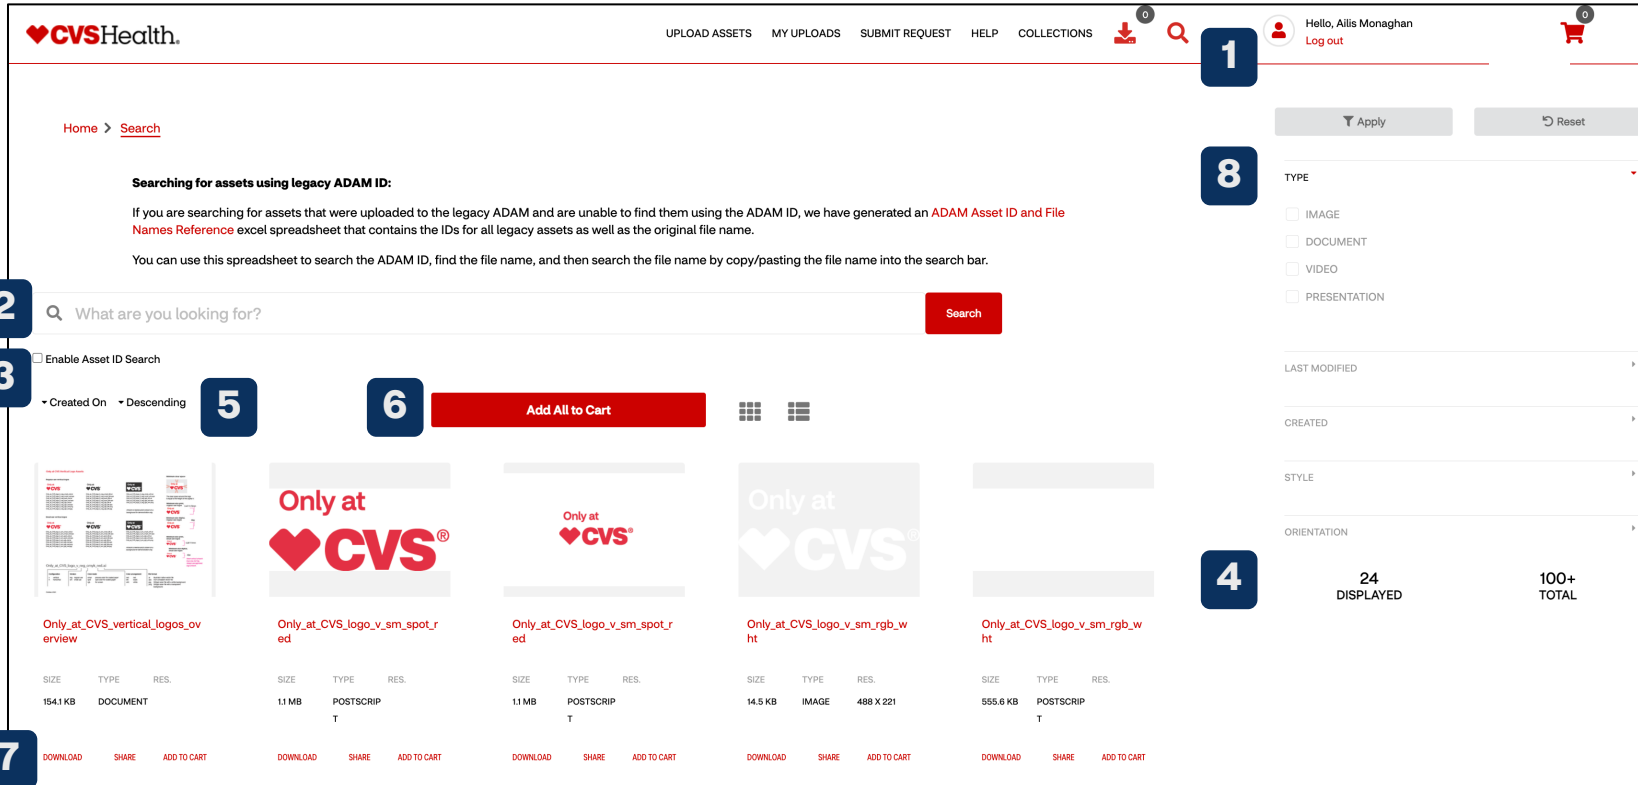 CVSHealth.
UPLOAD ASSETS MY UPLOADS SUBMIT REQUEST HELP COLLECTIONS
0
1
Hello, Ailis Monaghan
Log out
0
Home > Search
Apply
Reset
8
TYPE
IMAGE
DOCUMENT
VIDEO
PRESENTATION
LAST MODIFIED
CREATED
STYLE
ORIENTATION
4
24
DISPLAYED
100+
TOTAL
Searching for assets using legacy ADAM ID:
If you are searching for assets that were uploaded to the legacy ADAM and are unable to find them using the ADAM ID, we have generated an ADAM Asset ID and File
Names Reference excel spreadsheet that contains the IDs for all legacy assets as well as the original file name.
You can use this spreadsheet to search the ADAM ID, find the file name, and then search the file name by copy/pasting the file name into the search bar.
2
What are you looking for?
Search
3
Enable Asset ID Search
Created On Descending
5
6
Add All to Cart
Only at
CVS®
Only at
CVS®
Only at
CVS®
Only_at_CVS_vertical_logos_ov
erview
SIZE TYPE RES.
154.1 KB DOCUMENT
7
DOWNLOAD SHARE ADD TO CART
Only_at_CVS_logo_v_sm_spot_r
ed
SIZE TYPE RES.
1.1 MB POSTSCRIP
T
DOWNLOAD SHARE ADD TO CART
Only_at_CVS_logo_v_sm_spot_r
ed
SIZE TYPE RES.
1.1 MB POSTSCRIP
T
DOWNLOAD SHARE ADD TO CART
Only_at_CVS_logo_v_sm_rgb_w
ht
SIZE TYPE RES.
14.5 KB IMAGE 488 X 221
DOWNLOAD SHARE ADD TO CART
Only_at_CVS_logo_v_sm_rgb_w
ht
SIZE TYPE RES.
555.6 KB POSTSCRIP
T
DOWNLOAD SHARE ADD TO CART